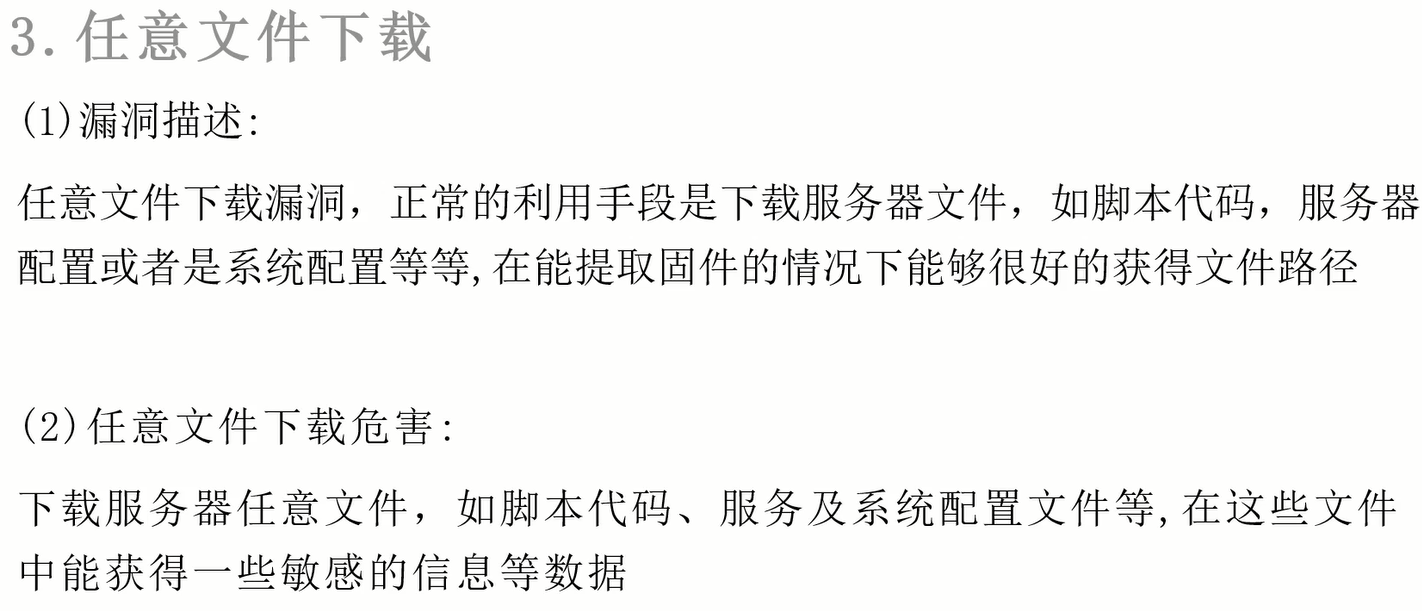 3.任意文件下载
(1)漏洞描述:
任意文件下载漏洞，正常的利用手段是下载服务器文件，如脚本代码，服务器
配置或者是系统配置等等,在能提取固件的情况下能够很好的获得文件路径
(2)任意文件下载危害:
下载服务器任意文件，如脚本代码、服务及系统配置文件等,在这些文件
中能获得一些敏感的信息等数据